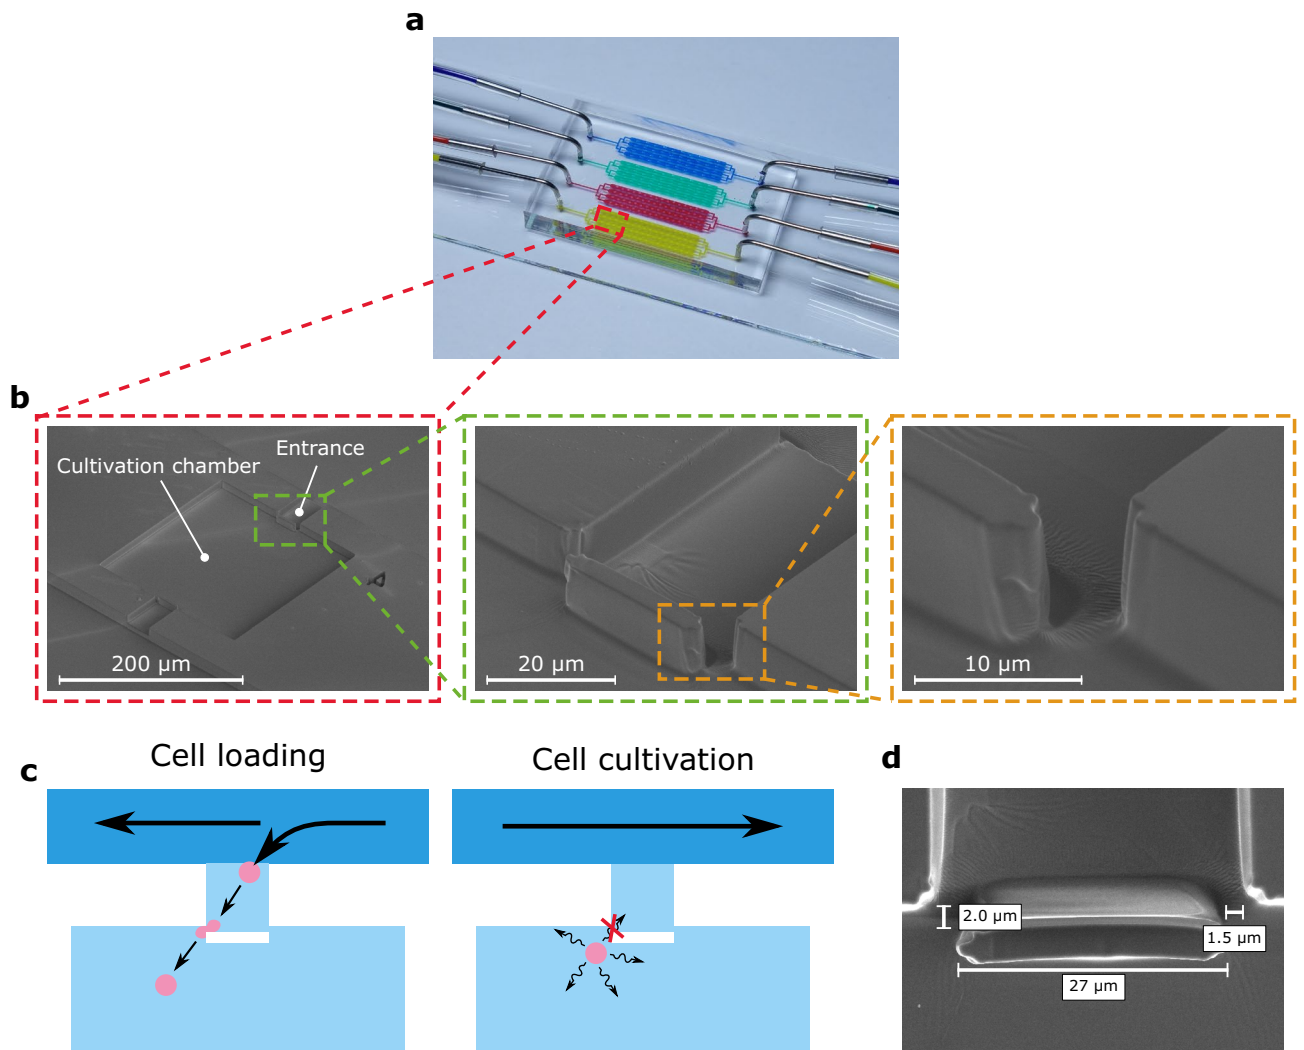 a
b
Cultivation chamber
Entrance
200 µm
20 µm
10 µm
c
Cell loading
Cell cultivation
d
2.0 µm
1.5 µm
27 µm